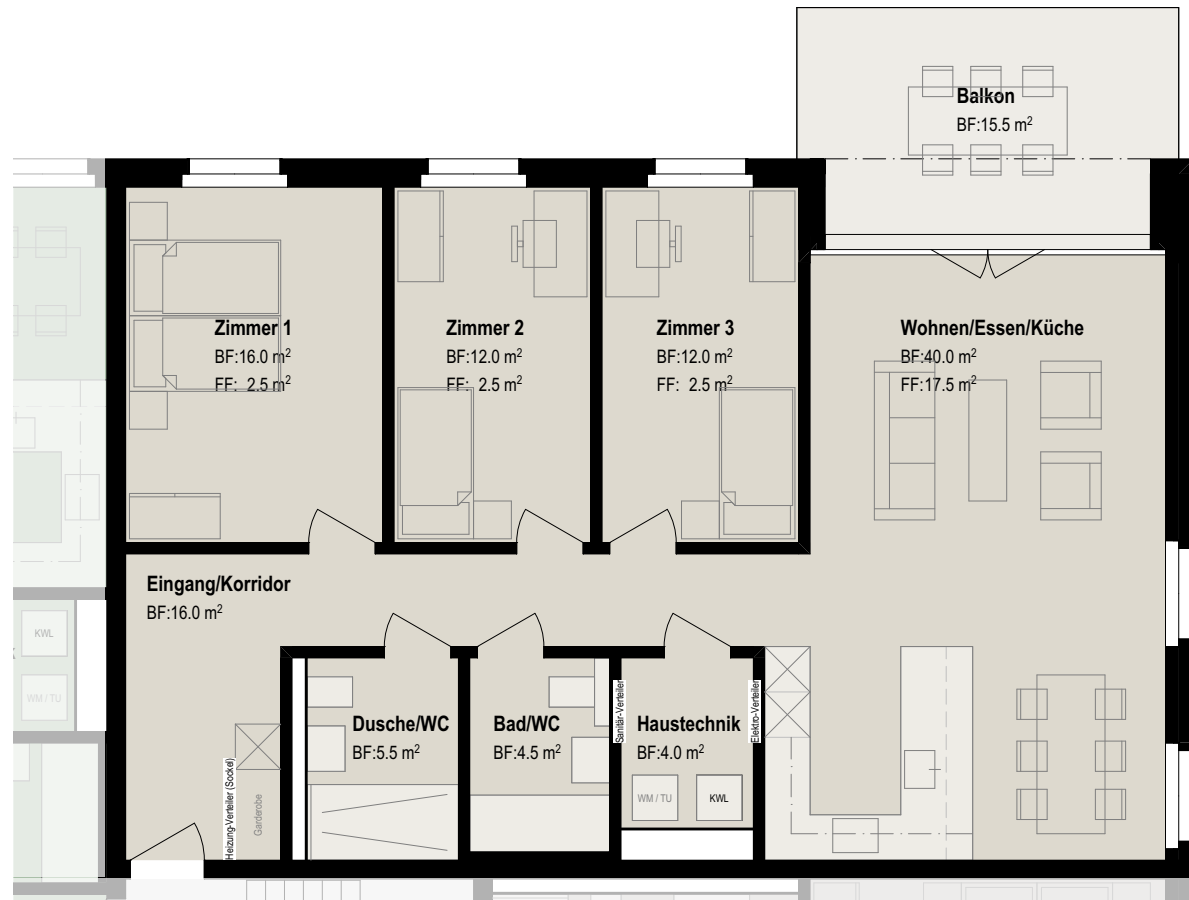 Balkon
BF:15.5 m²
Zimmer 1
BF:16.0 m²
FF: 2.5 m²
Zimmer 2
BF:12.0 m²
FF: 2.5 m²
Zimmer 3
BF:12.0 m²
FF: 2.5 m²
Wohnen/Essen/Küche
BF:40.0 m²
FF:17.5 m²
Eingang/Korridor
BF:16.0 m²
KWL
WM / TU
Dusche/WC
BF:5.5 m²
Bad/WC
BF:4.5 m²
Sanitär-Verteiler
Haustechnik
BF:4.0 m²
Elektro-Verteiler
WM / TU
KWL
Heizung-Verteiler (Sockel)
Garderobe